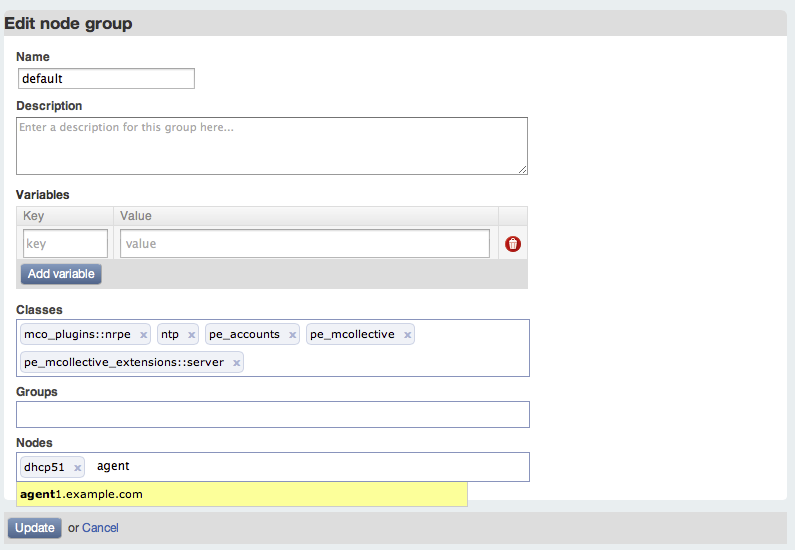 Edit node group
Name
default
Description
Enter a description for this group here...
Variables
Key Value
key value
Add variable
Classes
mco_plugins::nrpe x ntp x pe_accounts x pe_mcollective x
pe_mcollective_extensions::server x
Groups
Nodes
dhcp51 x agent
agent1.example.com
Update or Cancel